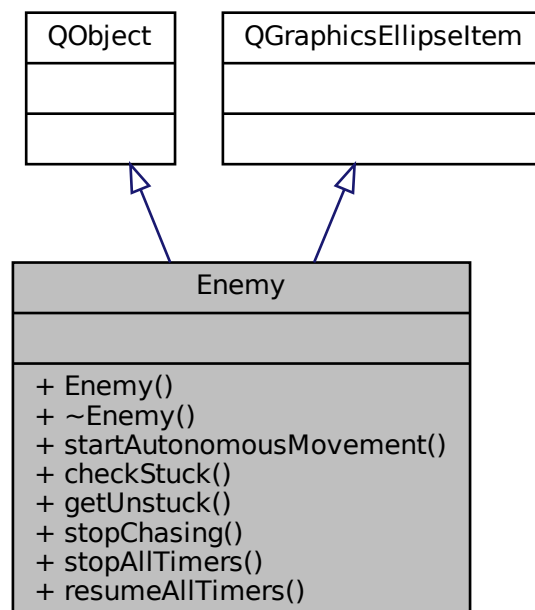 QObject
QGraphicsEllipseItem
Enemy
+ Enemy()
+ ~Enemy()
+ startAutonomousMovement()
+ checkStuck()
+ getUnstuck()
+ stopChasing()
+ stopAllTimers()
+ resumeAllTimers()